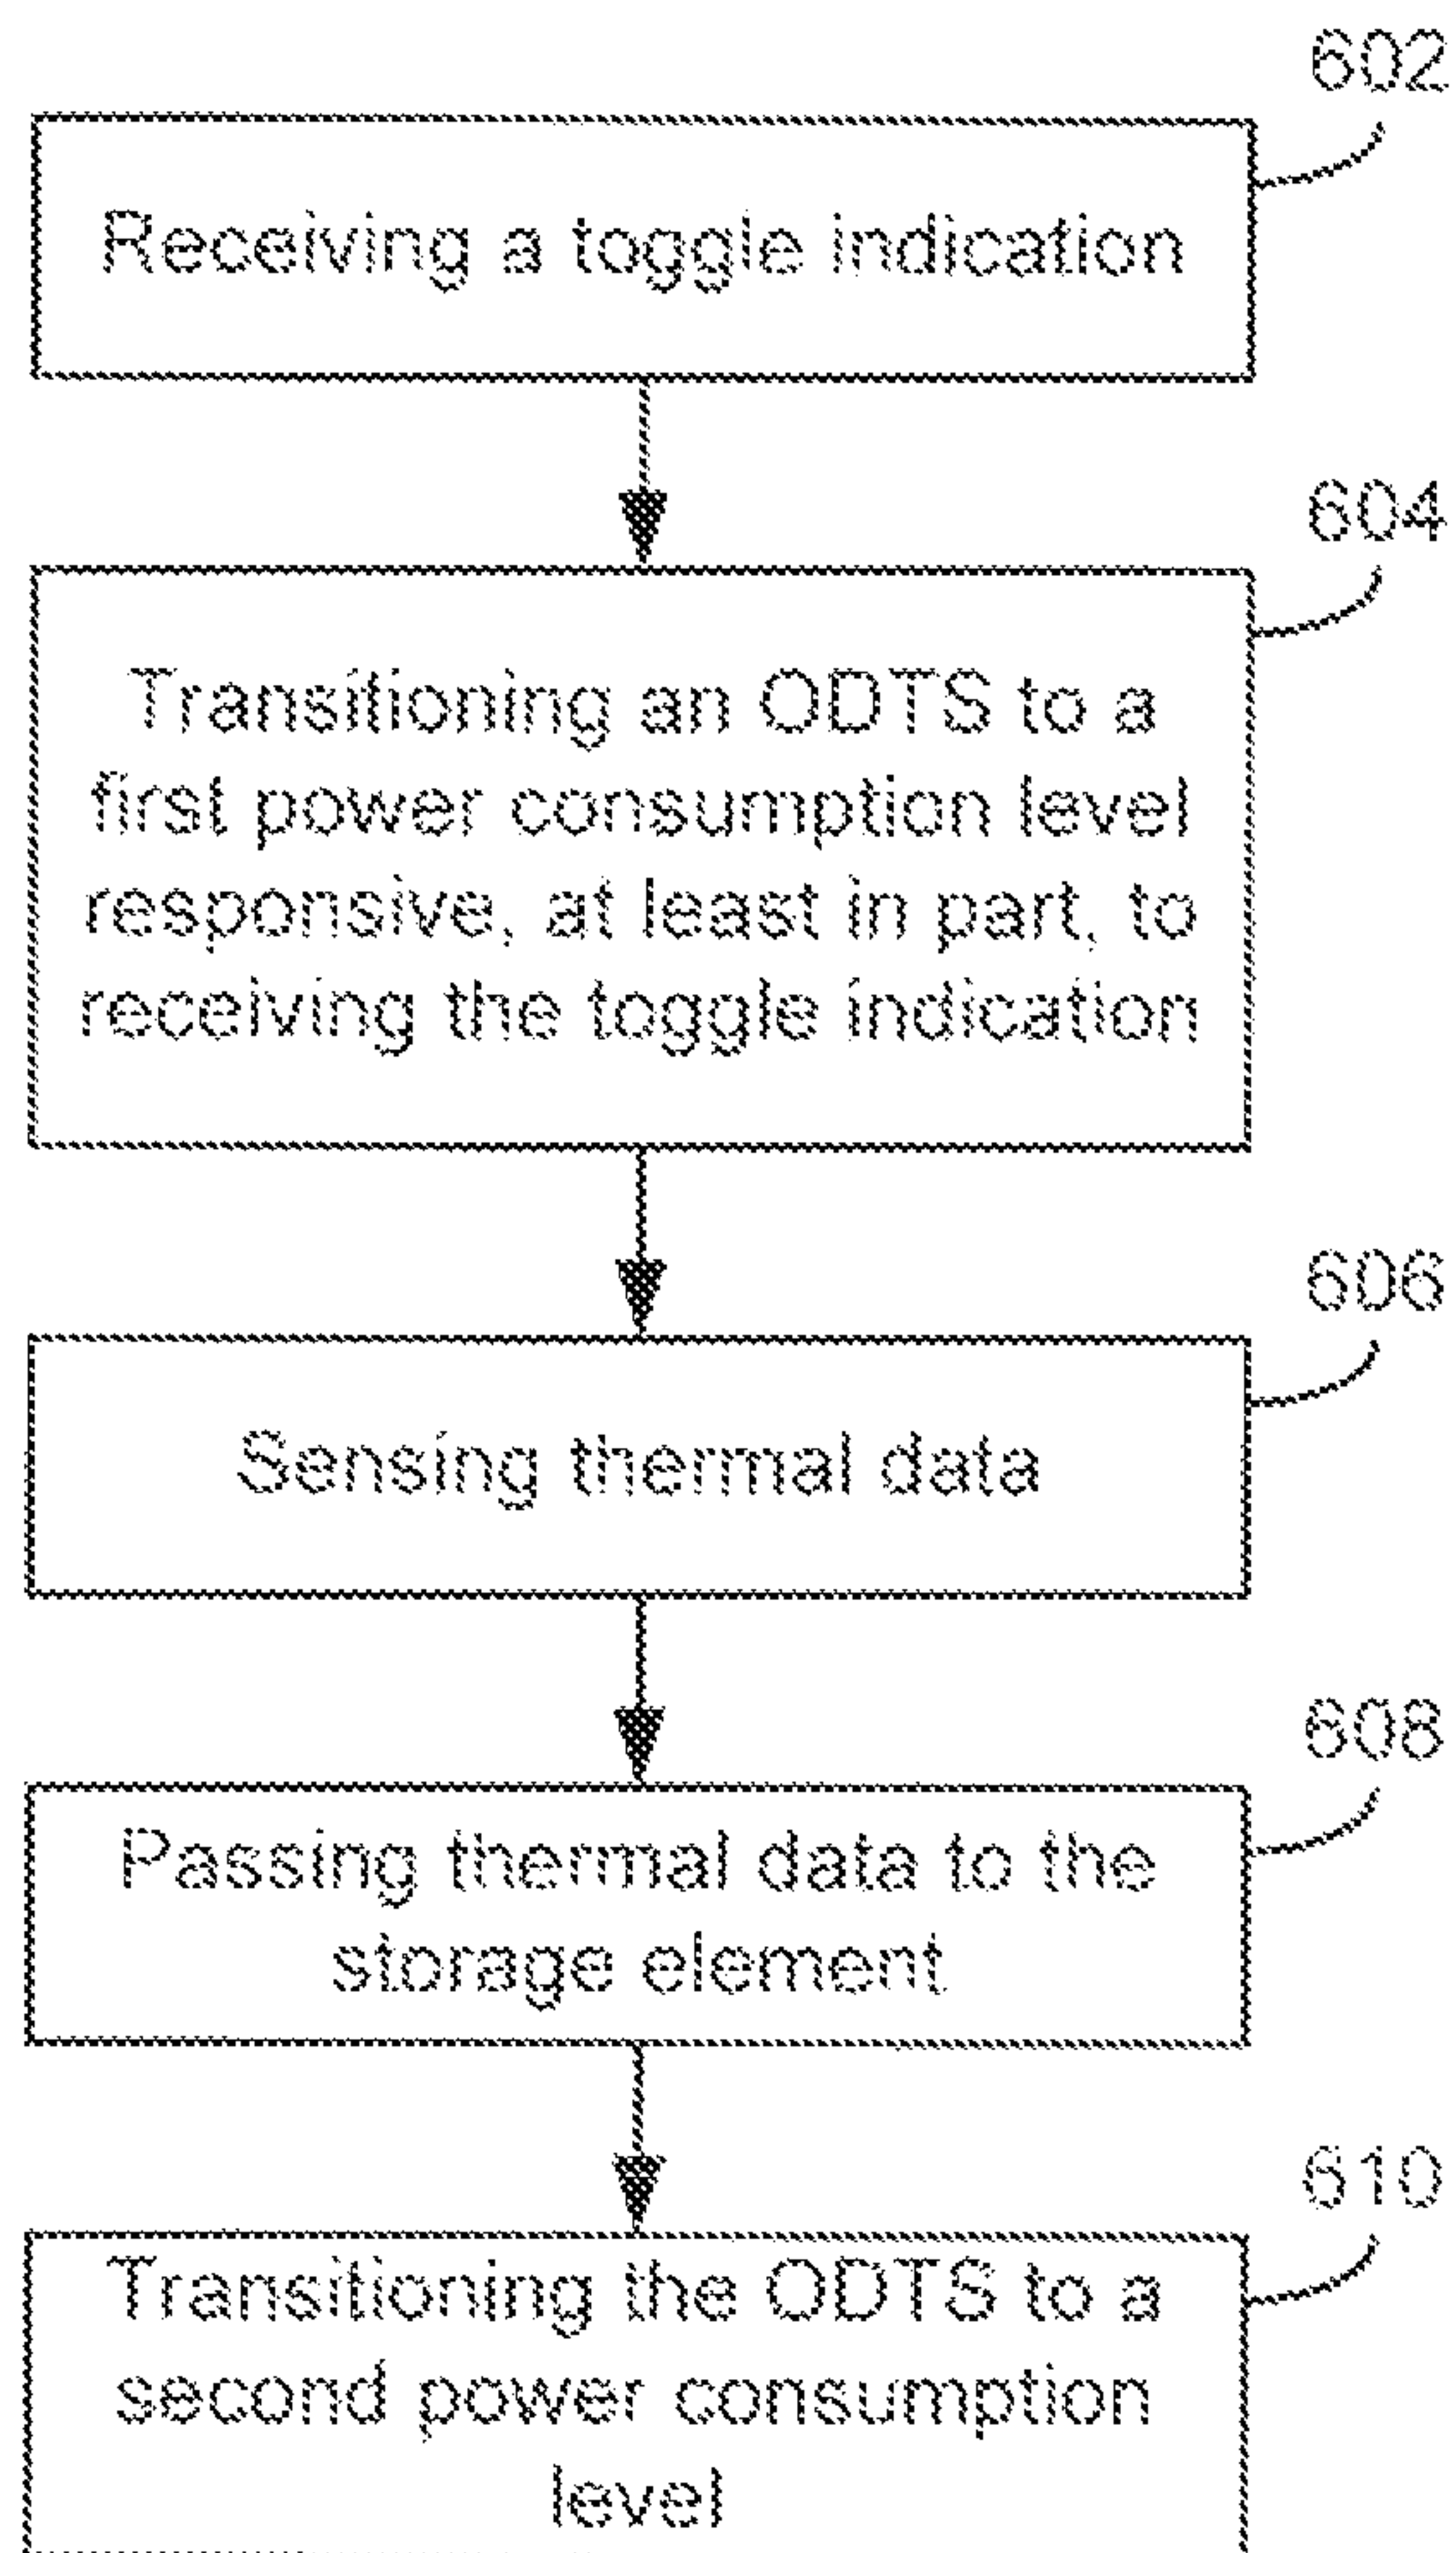 602
Receiving a toggle indication
604
Transitioning an ODTS to a
first power consumption level
responsive, at least in part, to
receiving the toggle indication
606
Sensing thermal data
608
Passing thermal data to the
storage element
610
Transitioning the ODTS to a
second power consumption
level